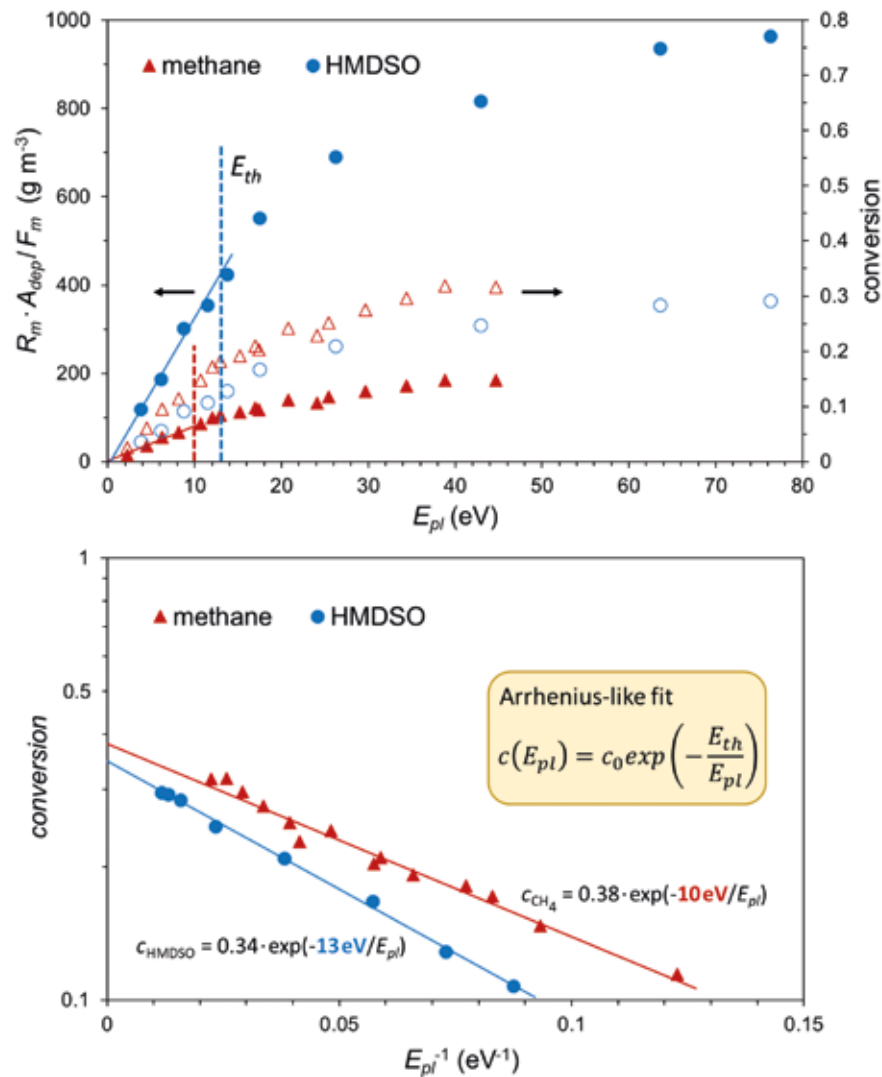 methane HMDSO
E_th
R_m · A_dep / F_m (g m⁻³)
1000
800
600
400
200
0
0.8
0.7
0.6
0.5
0.4
0.3
0.2
0.1
0
conversion
0 10 20 30 40 50 60 70 80
E_pl (eV)
methane HMDSO
conversion
1
0.5
0.1
Arrhenius-like fit
c(E_pl) = c₀exp(−E_th/E_pl)
c_CH₄ = 0.38·exp(-10eV/E_pl)
c_HMDSO = 0.34·exp(-13eV/E_pl)
0 0.05 0.1 0.15
E_pl⁻¹ (eV⁻¹)